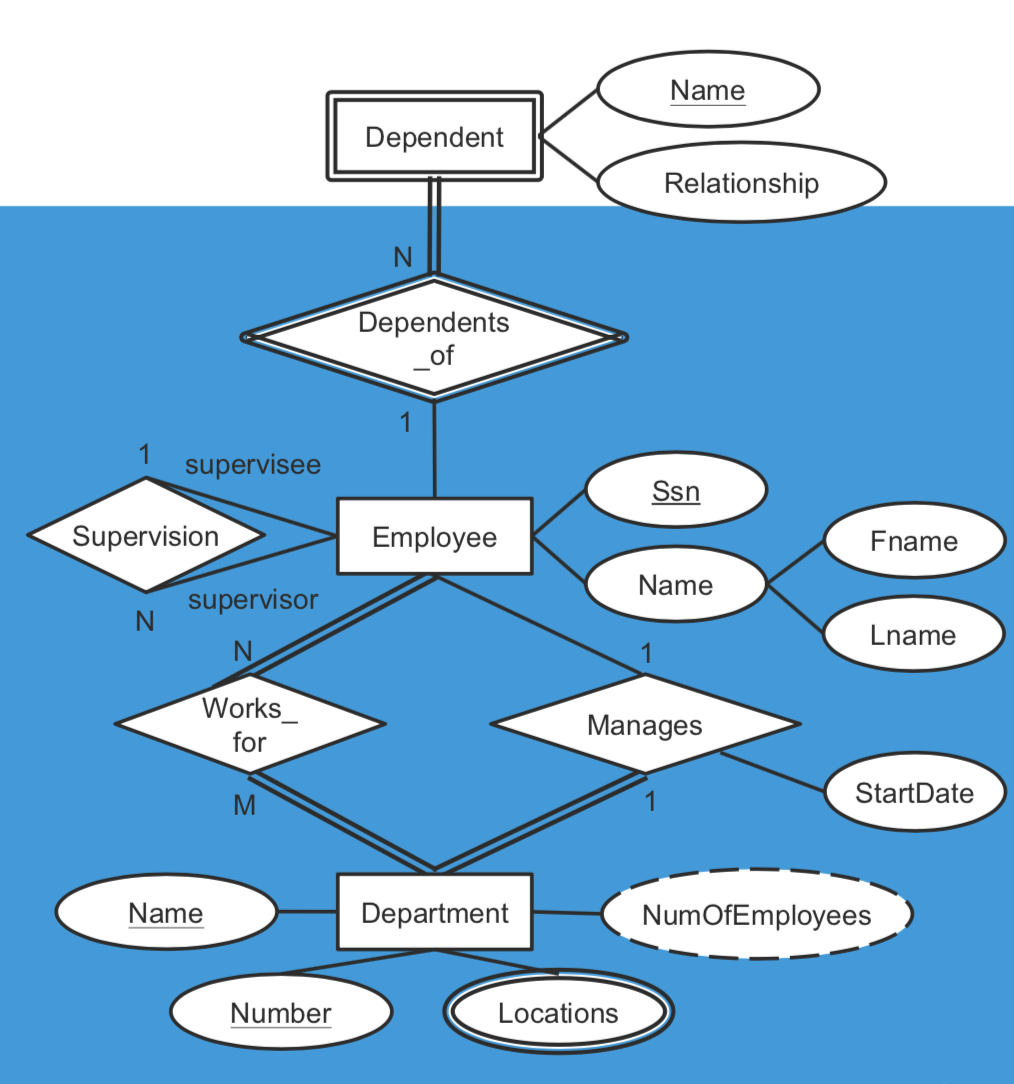 Name
Dependent
Relationship
N
Dependents
_of
1
1
supervisee
Ssn
Supervision
Employee
Fname
Name
supervisor
N
Lname
N
1
Works_
for
Manages
StartDate
M
1
Name
Department
NumOfEmployees
Number
Locations